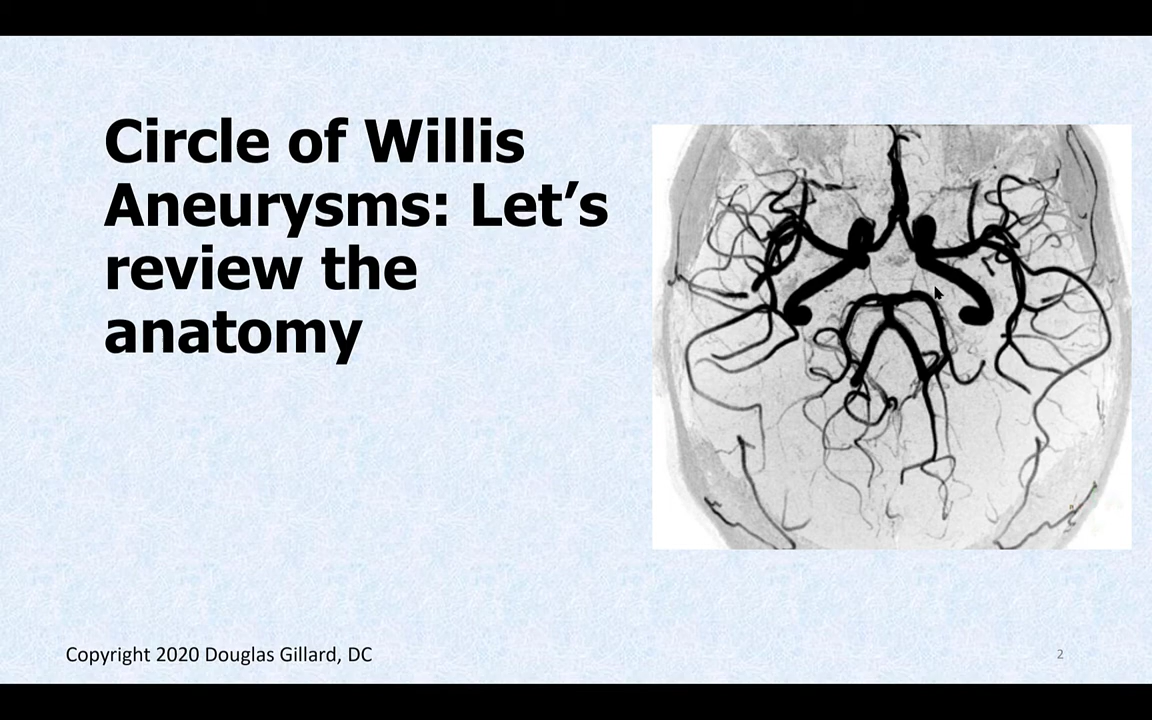 Circle of Willis
Aneurysms: Let’s
review the
anatomy
Copyright 2020 Douglas Gillard, DC
2